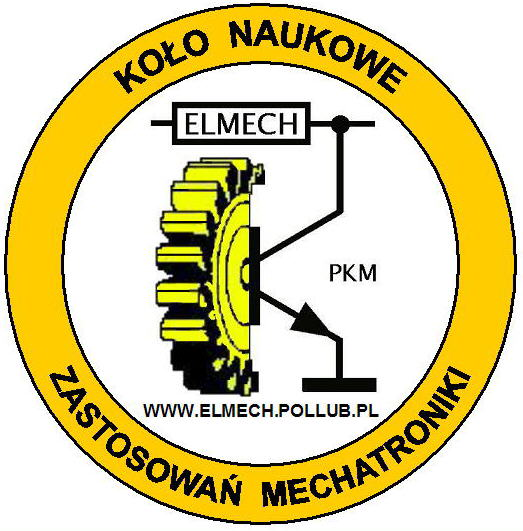 KOŁO NAUKOWE
ELMECH
PKM
WWW.ELMECH.POLLUB.PL
ZASTOSOWAŃ MECHATRONIKI